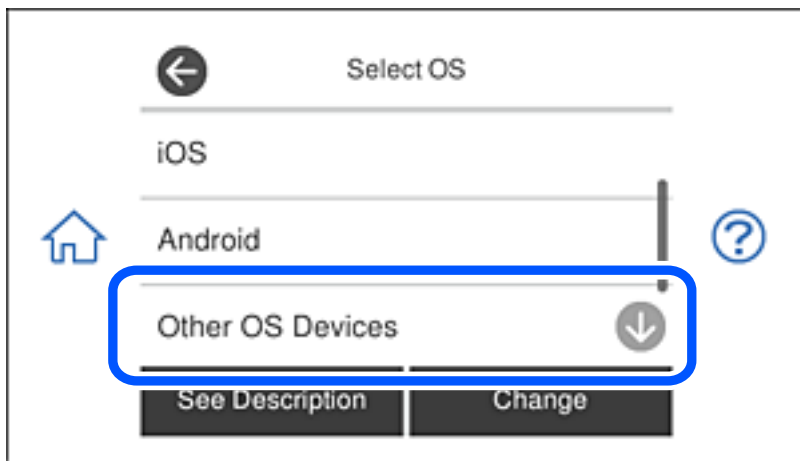 Select OS
iOS
Android
Other OS Devices
See Description Change